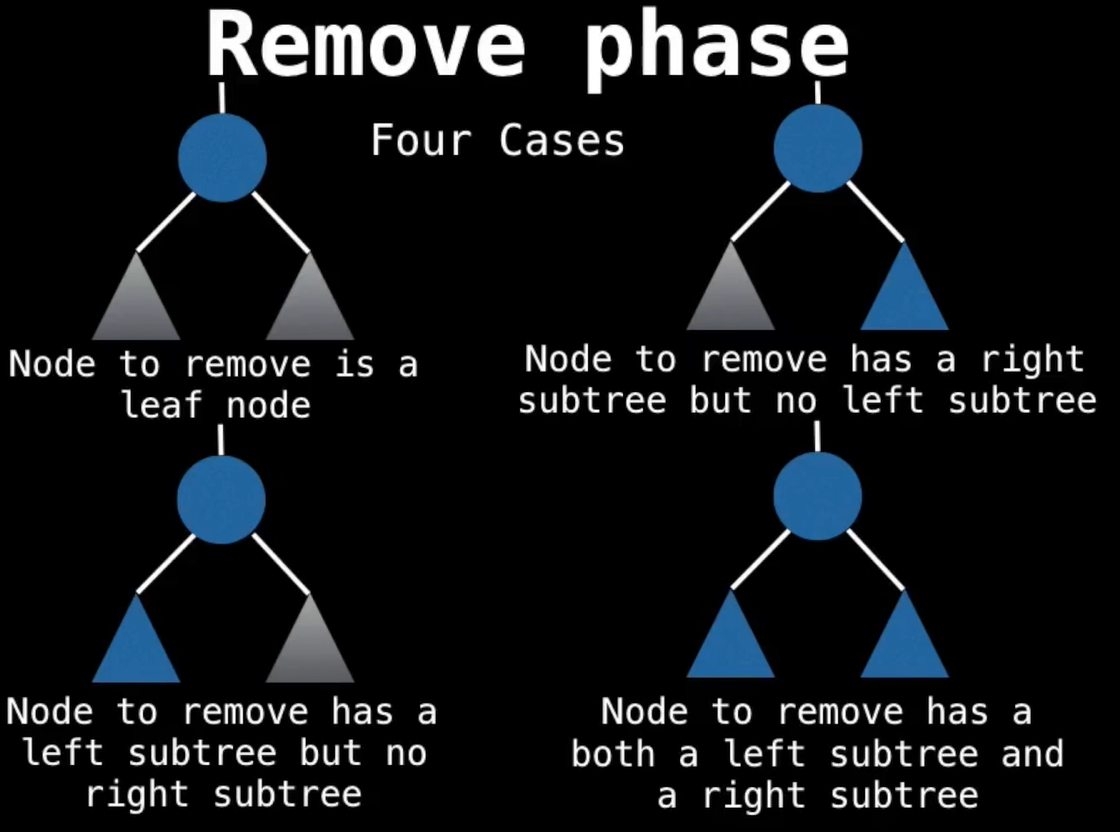 Remove phase
Four Cases
Node to remove is a
leaf node
Node to remove has a right
subtree but no left subtree
Node to remove has a
left subtree but no
right subtree
Node to remove has a
both a left subtree and
a right subtree